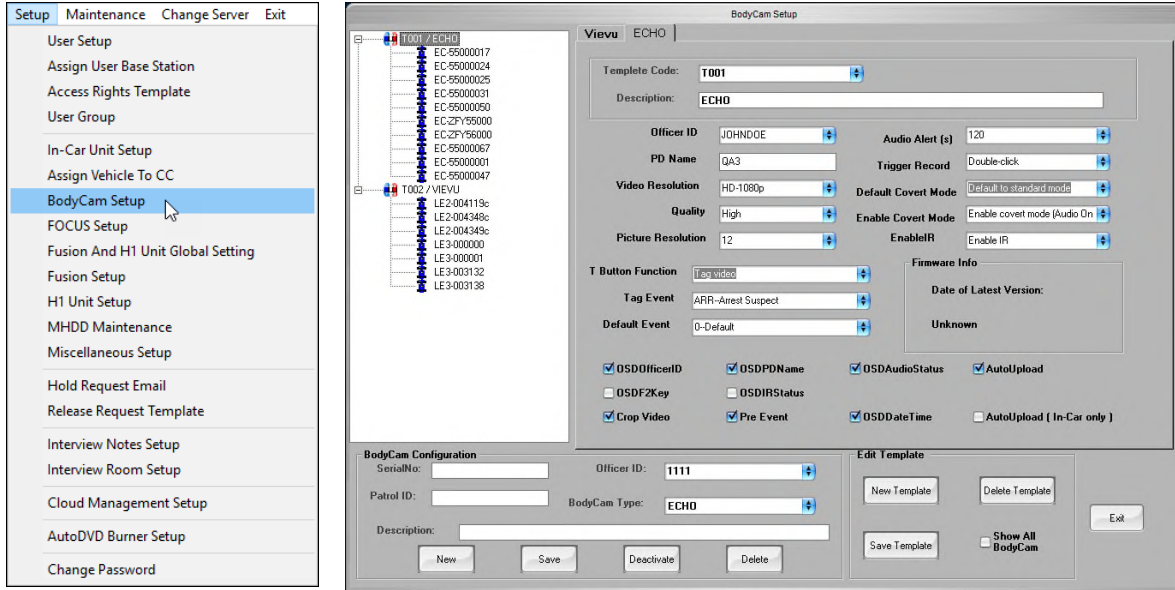 Setup Maintenance Change Server Exit
User Setup
Assign User Base Station
Access Rights Template
User Group
In-Car Unit Setup
Assign Vehicle To CC
BodyCam Setup
FOCUS Setup
Fusion And H1 Unit Global Setting
Fusion Setup
H1 Unit Setup
MHDD Maintenance
Miscellaneous Setup
Hold Request Email
Release Request Template
Interview Notes Setup
Interview Room Setup
Cloud Management Setup
AutoDVD Burner Setup
Change Password
BodyCam Setup
T001 / ECHO
EC-55000017
EC-55000024
EC-55000025
EC-55000031
EC-55000050
EC-ZFY55000
EC-ZFY56000
EC-55000067
EC-55000001
EC-55000047
T002 / VIEVU
LE2-004119c
LE2-004348c
LE2-004349c
LE3-000000
LE3-000001
LE3-003132
LE3-003138
Vievu ECHO
Templete Code: T001
Description: ECHO
Officer ID JOHNDOE Audio Alert (s) 120
PD Name QA3 Trigger Record Double-click
Video Resolution HD-1080p Default Covert Mode Default to standard mode
Quality High Enable Covert Mode Enable covert mode (Audio On
Picture Resolution 12 EnableIR Enable IR
T Button Function Tag video
Tag Event ARR--Arrest Suspect
Default Event 0--Default
Firmware Info
Date of Latest Version:
Unknown
OSDOfficerID OSDPDName OSDAudioStatus AutoUpload
OSDF2Key OSDIRStatus
Crop Video Pre Event OSDDateTime AutoUpload ( In-Car only )
BodyCam Configuration
SerialNo: Officer ID: 1111
Patrol ID: BodyCam Type: ECHO
Description:
New Save Deactivate Delete
Edit Template
New Template Delete Template
Save Template Show All BodyCam
Exit